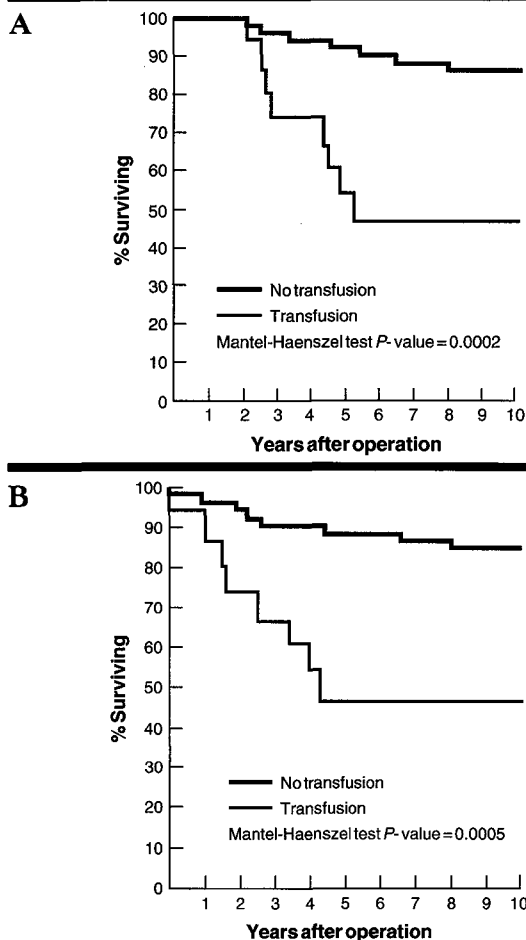 A
100
90
80
70
60
50
40
30
20
10
0
% Surviving
No transfusion
Transfusion
Mantel-Haenszel test P-value = 0.0002
1 2 3 4 5 6 7 8 9 10
Years after operation
B
100
90
80
70
60
50
40
30
20
10
0
% Surviving
No transfusion
Transfusion
Mantel-Haenszel test P-value = 0.0005
1 2 3 4 5 6 7 8 9 10
Years after operation